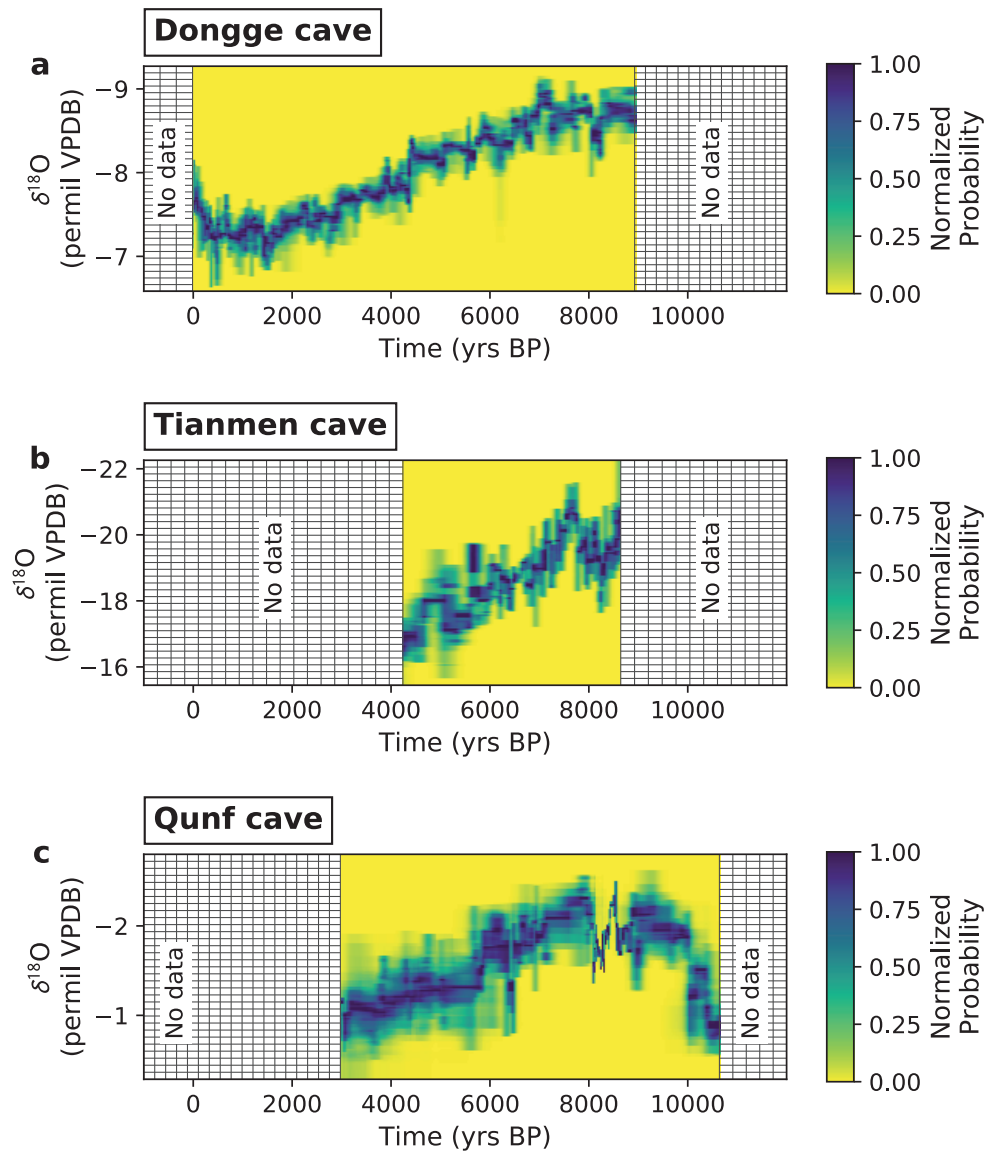 Dongge cave
a
δ18O
(permil VPDB)
−9
−8
−7
No data
No data
0 2000 4000 6000 8000 10000
Time (yrs BP)
1.00
0.75
0.50
0.25
0.00
Normalized
Probability
Tianmen cave
b
δ18O
(permil VPDB)
−22
−20
−18
−16
No data
No data
0 2000 4000 6000 8000 10000
Time (yrs BP)
1.00
0.75
0.50
0.25
0.00
Normalized
Probability
Qunf cave
c
δ18O
(permil VPDB)
−2
−1
No data
No data
0 2000 4000 6000 8000 10000
Time (yrs BP)
1.00
0.75
0.50
0.25
0.00
Normalized
Probability